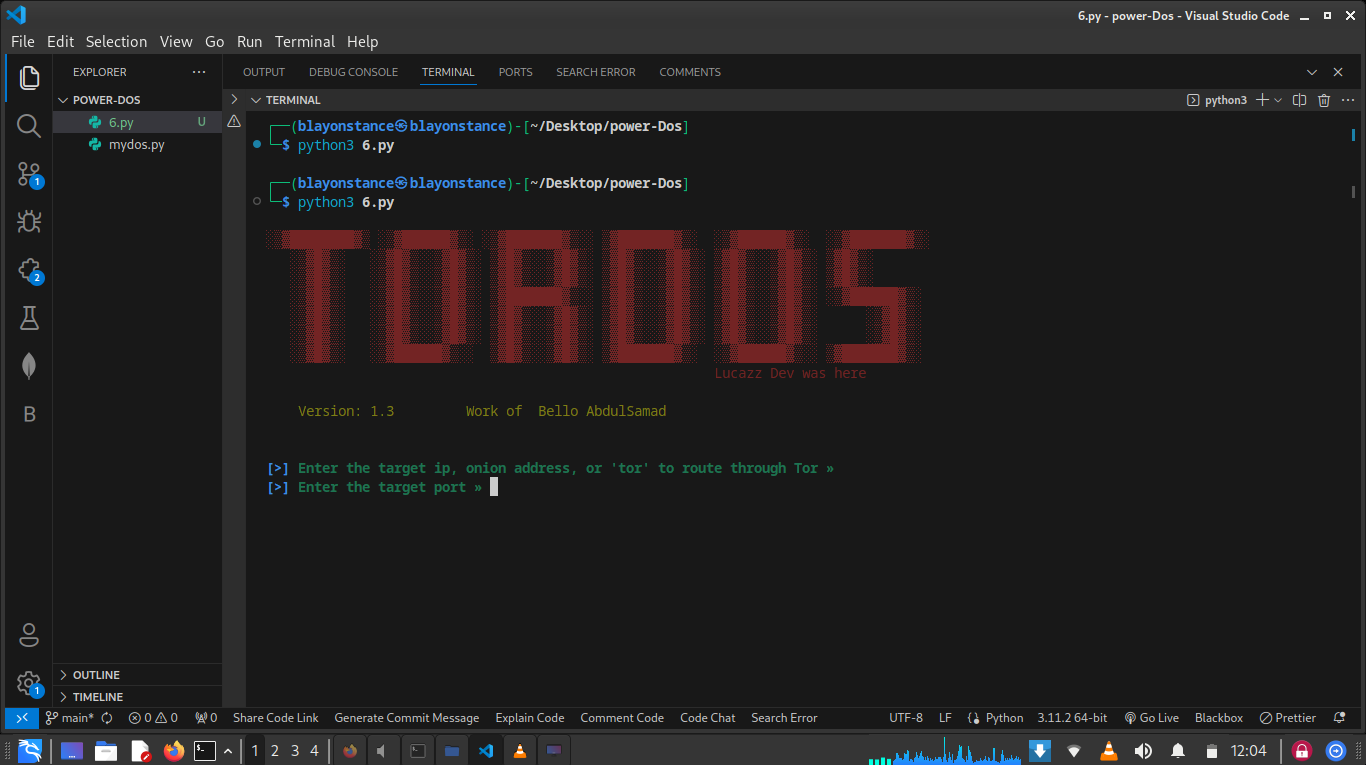 6.py - power-Dos - Visual Studio Code
File Edit Selection View Go Run Terminal Help
EXPLORER
OUTPUT DEBUG CONSOLE TERMINAL PORTS SEARCH ERROR COMMENTS
POWER-DOS
TERMINAL
python3
6.py U
mydos.py
(blayonstance㉿blayonstance)-[~/Desktop/power-Dos]
$ python3 6.py
(blayonstance㉿blayonstance)-[~/Desktop/power-Dos]
$ python3 6.py
TORDOS
Lucazz Dev was here
Version: 1.3 Work of Bello AbdulSamad
[>] Enter the target ip, onion address, or 'tor' to route through Tor »
[>] Enter the target port »
1
2
B
1
OUTLINE
TIMELINE
main* 0 0 0 Share Code Link Generate Commit Message Explain Code Comment Code Code Chat Search Error UTF-8 LF Python 3.11.2 64-bit Go Live Blackbox Prettier
1 2 3 4 12:04